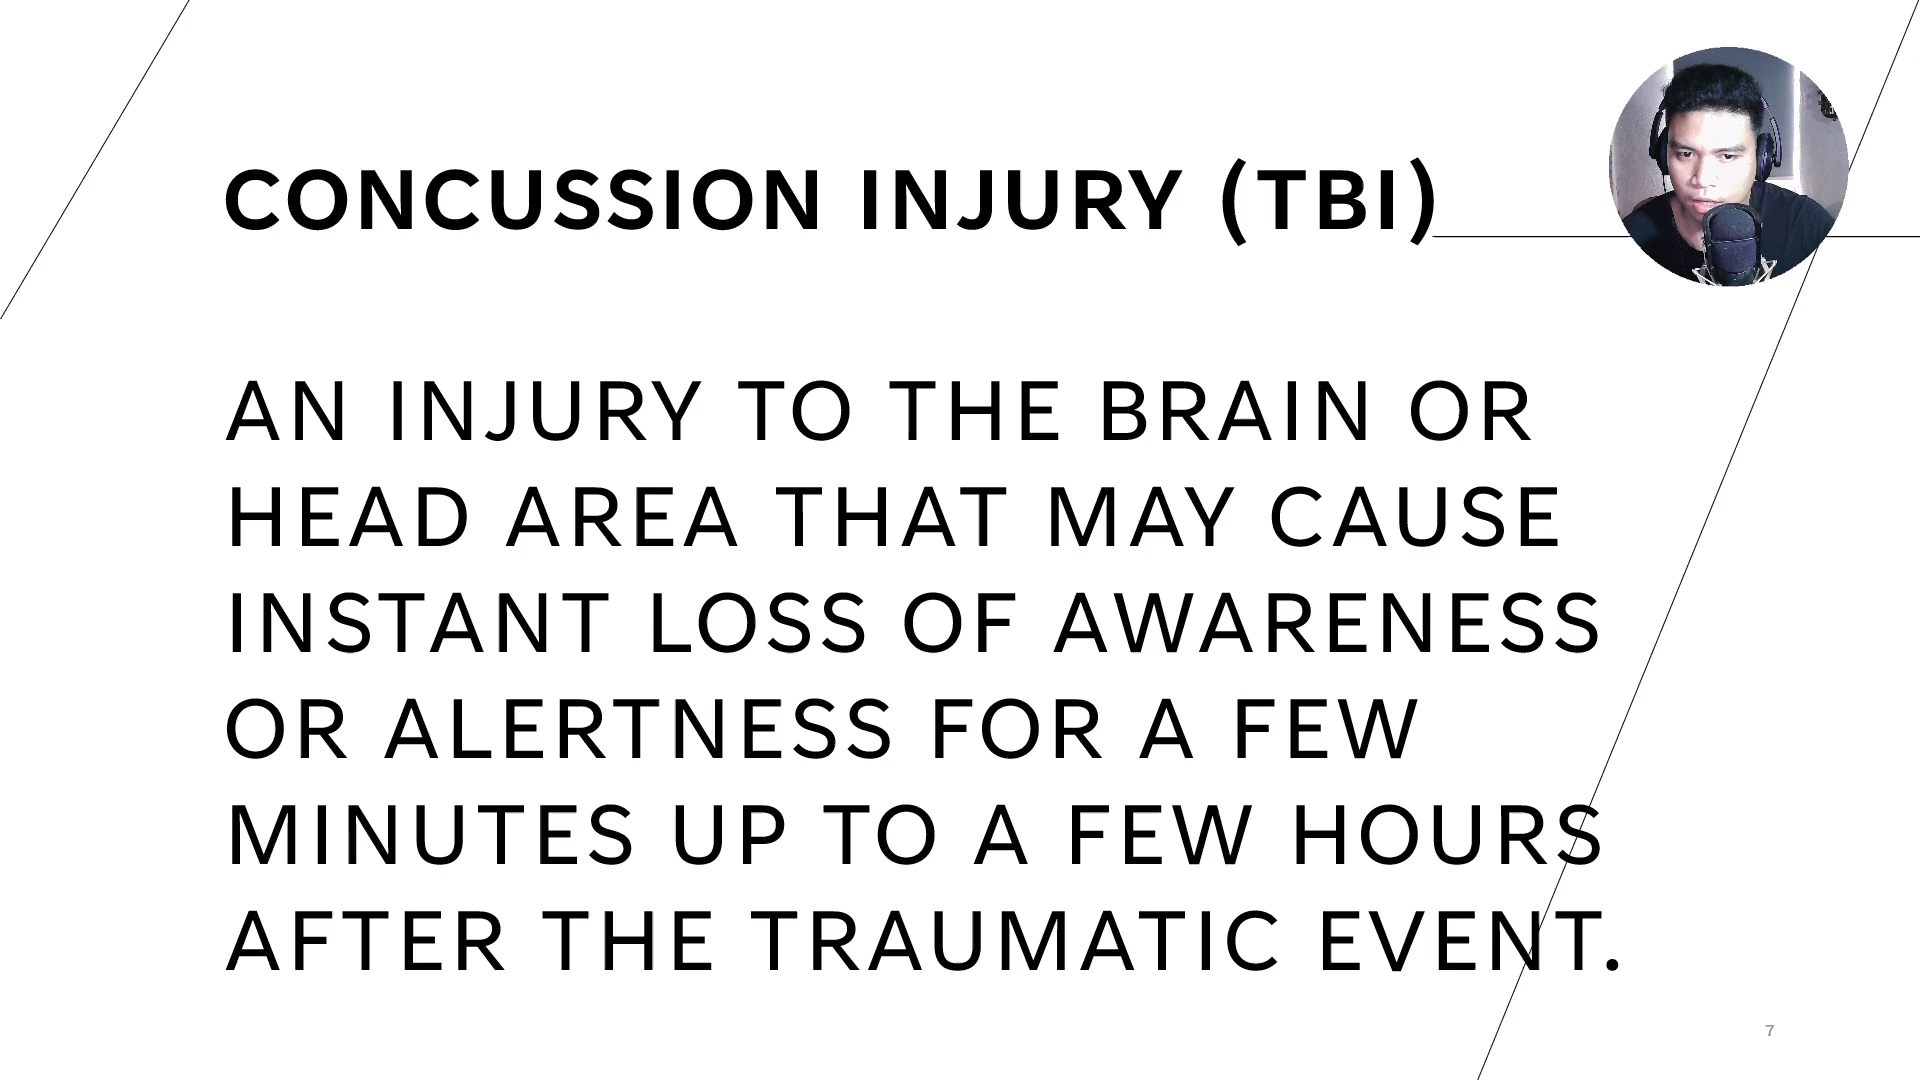 CONCUSSION INJURY (TBI)
AN INJURY TO THE BRAIN OR
HEAD AREA THAT MAY CAUSE
INSTANT LOSS OF AWARENESS
OR ALERTNESS FOR A FEW
MINUTES UP TO A FEW HOURS
AFTER THE TRAUMATIC EVENT.
7